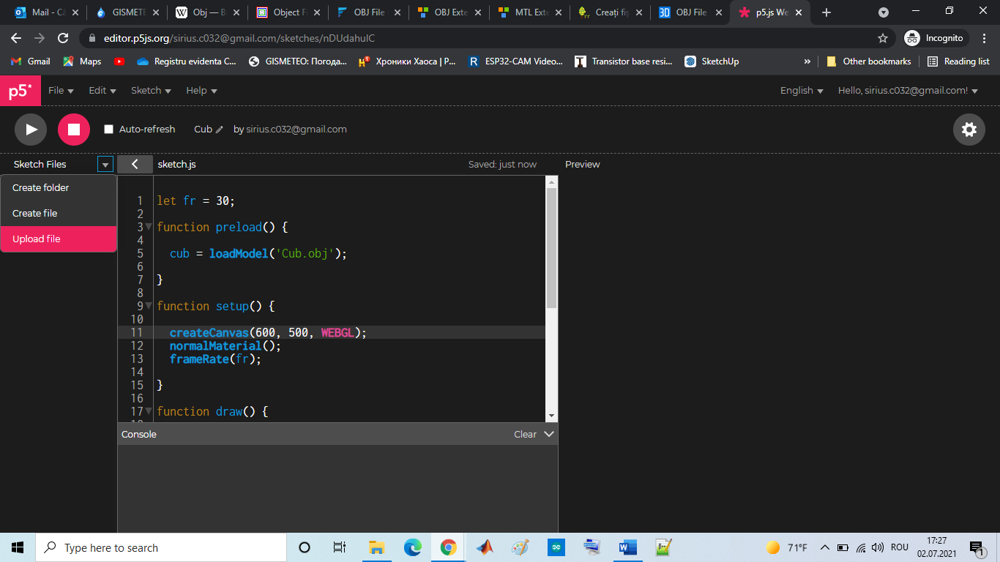 Mail - Că
GISMETE
Obj — B
Object F
OBJ File
OBJ Exte
MTL Exte
Creați fiș
OBJ File
p5.js We
editor.p5js.org/sirius.c032@gmail.com/sketches/nDUdahuIC
Incognito
Gmail
Maps
Registru evidenta C...
GISMETEO: Погода...
Хроники Хаоса | Р...
ESP32-CAM Video...
Transistor base resi...
SketchUp
»
Other bookmarks
Reading list
p5*
File
Edit
Sketch
Help
English
Hello, sirius.c032@gmail.com!
Auto-refresh
Cub
by sirius.c032@gmail.com
Sketch Files
sketch.js
Saved: just now
Preview
Create folder
Create file
Upload file
1 let fr = 30;
2
3 function preload() {
4
5 cub = loadModel('Cub.obj');
6
7 }
8
9 function setup() {
10
11 createCanvas(600, 500, WEBGL);
12 normalMaterial();
13 frameRate(fr);
14
15 }
16
17 function draw() {
Console
Clear
Type here to search
71°F
ROU
17:27
02.07.2021
1